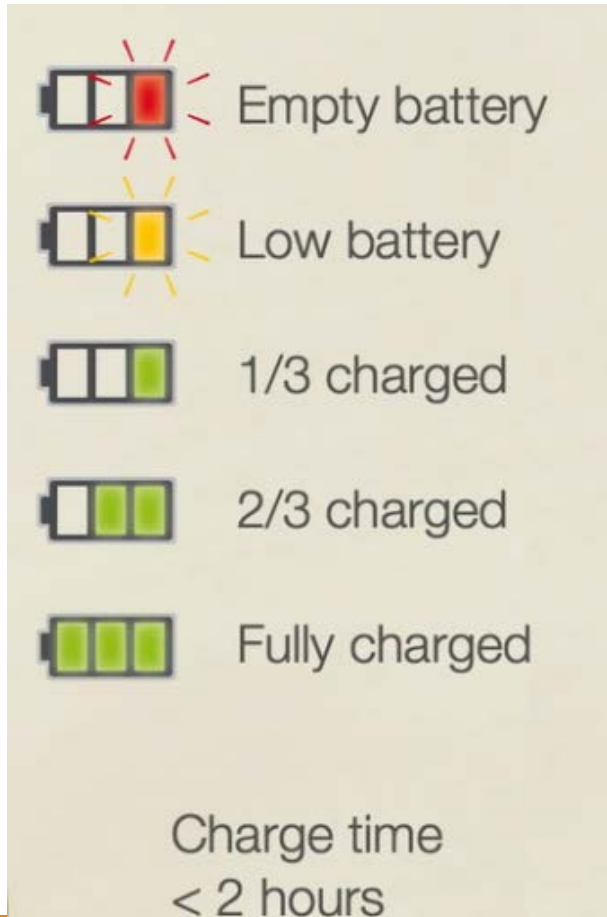 Empty battery
Low battery
1/3 charged
2/3 charged
Fully charged
Charge time
< 2 hours